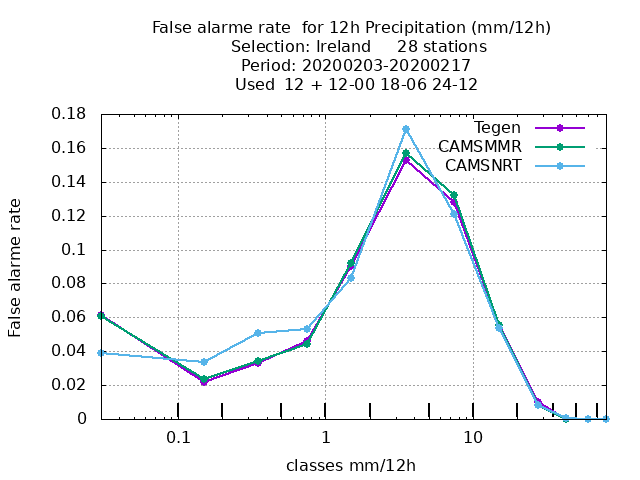 False alarme rate  for 12h Precipitation (mm/12h)
Selection: Ireland     28 stations
Period: 20200203-20200217
Used  12 + 12-00 18-06 24-12
0.18
0.16
0.14
0.12
0.1
0.08
0.06
0.04
0.02
0
False alarme rate
Tegen
CAMSMMR
CAMSNRT
0.1
1
10
classes mm/12h